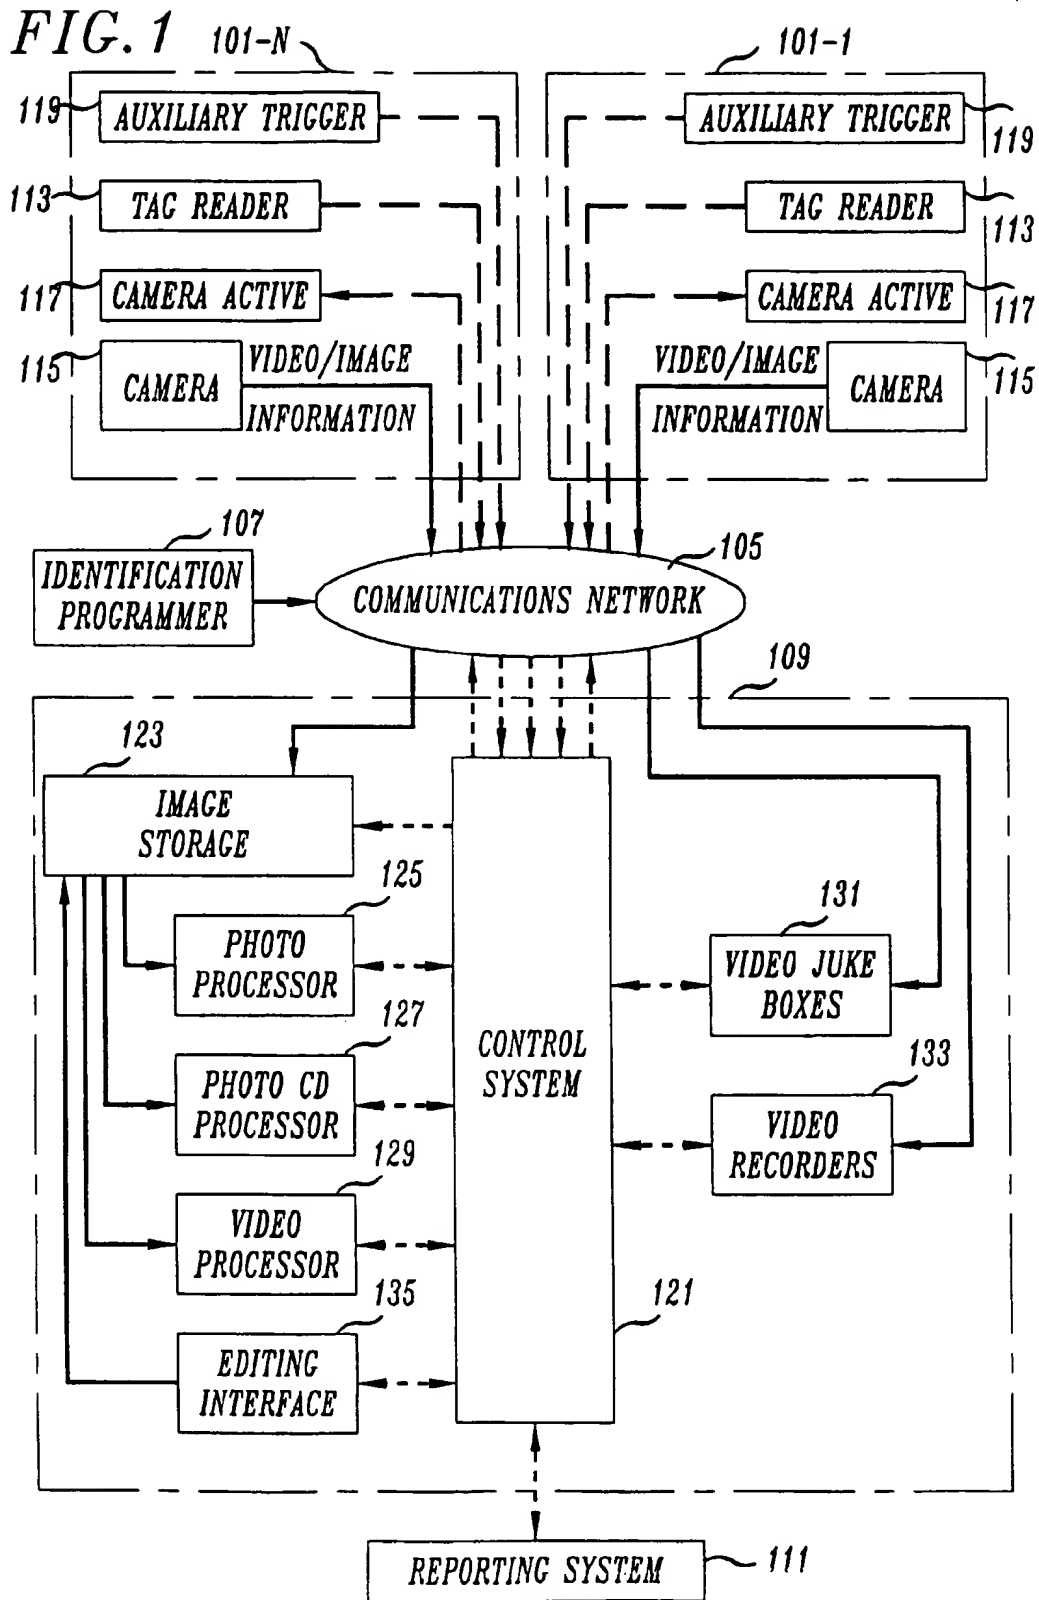 FIG. 1
101-N
101-1
119
AUXILIARY TRIGGER
AUXILIARY TRIGGER
119
113
TAG READER
TAG READER
113
117
CAMERA ACTIVE
CAMERA ACTIVE
117
115
CAMERA
VIDEO/IMAGE
INFORMATION
VIDEO/IMAGE
INFORMATION
CAMERA
115
107
IDENTIFICATION
PROGRAMMER
105
COMMUNICATIONS NETWORK
109
123
IMAGE
STORAGE
125
PHOTO
PROCESSOR
127
PHOTO CD
PROCESSOR
129
VIDEO
PROCESSOR
135
EDITING
INTERFACE
CONTROL
SYSTEM
121
131
VIDEO JUKE
BOXES
133
VIDEO
RECORDERS
REPORTING SYSTEM
111